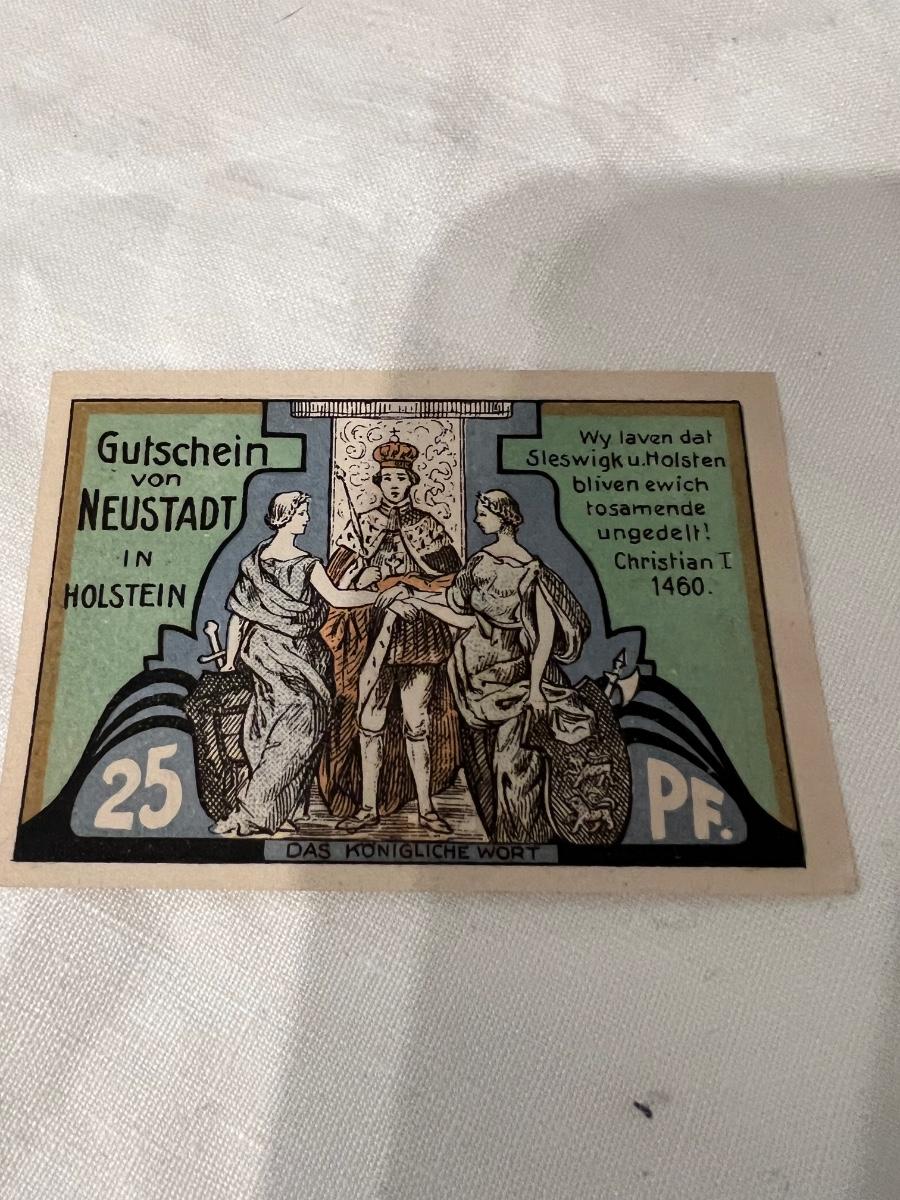 Gutschein
von
NEUSTADT
IN
HOLSTEIN
Wy laven dat
Sleswigk u. Holsten
bliven ewich
tosamende
ungedelt!
Christian I
1460.
25 PF.
DAS KÖNIGLICHE WORT